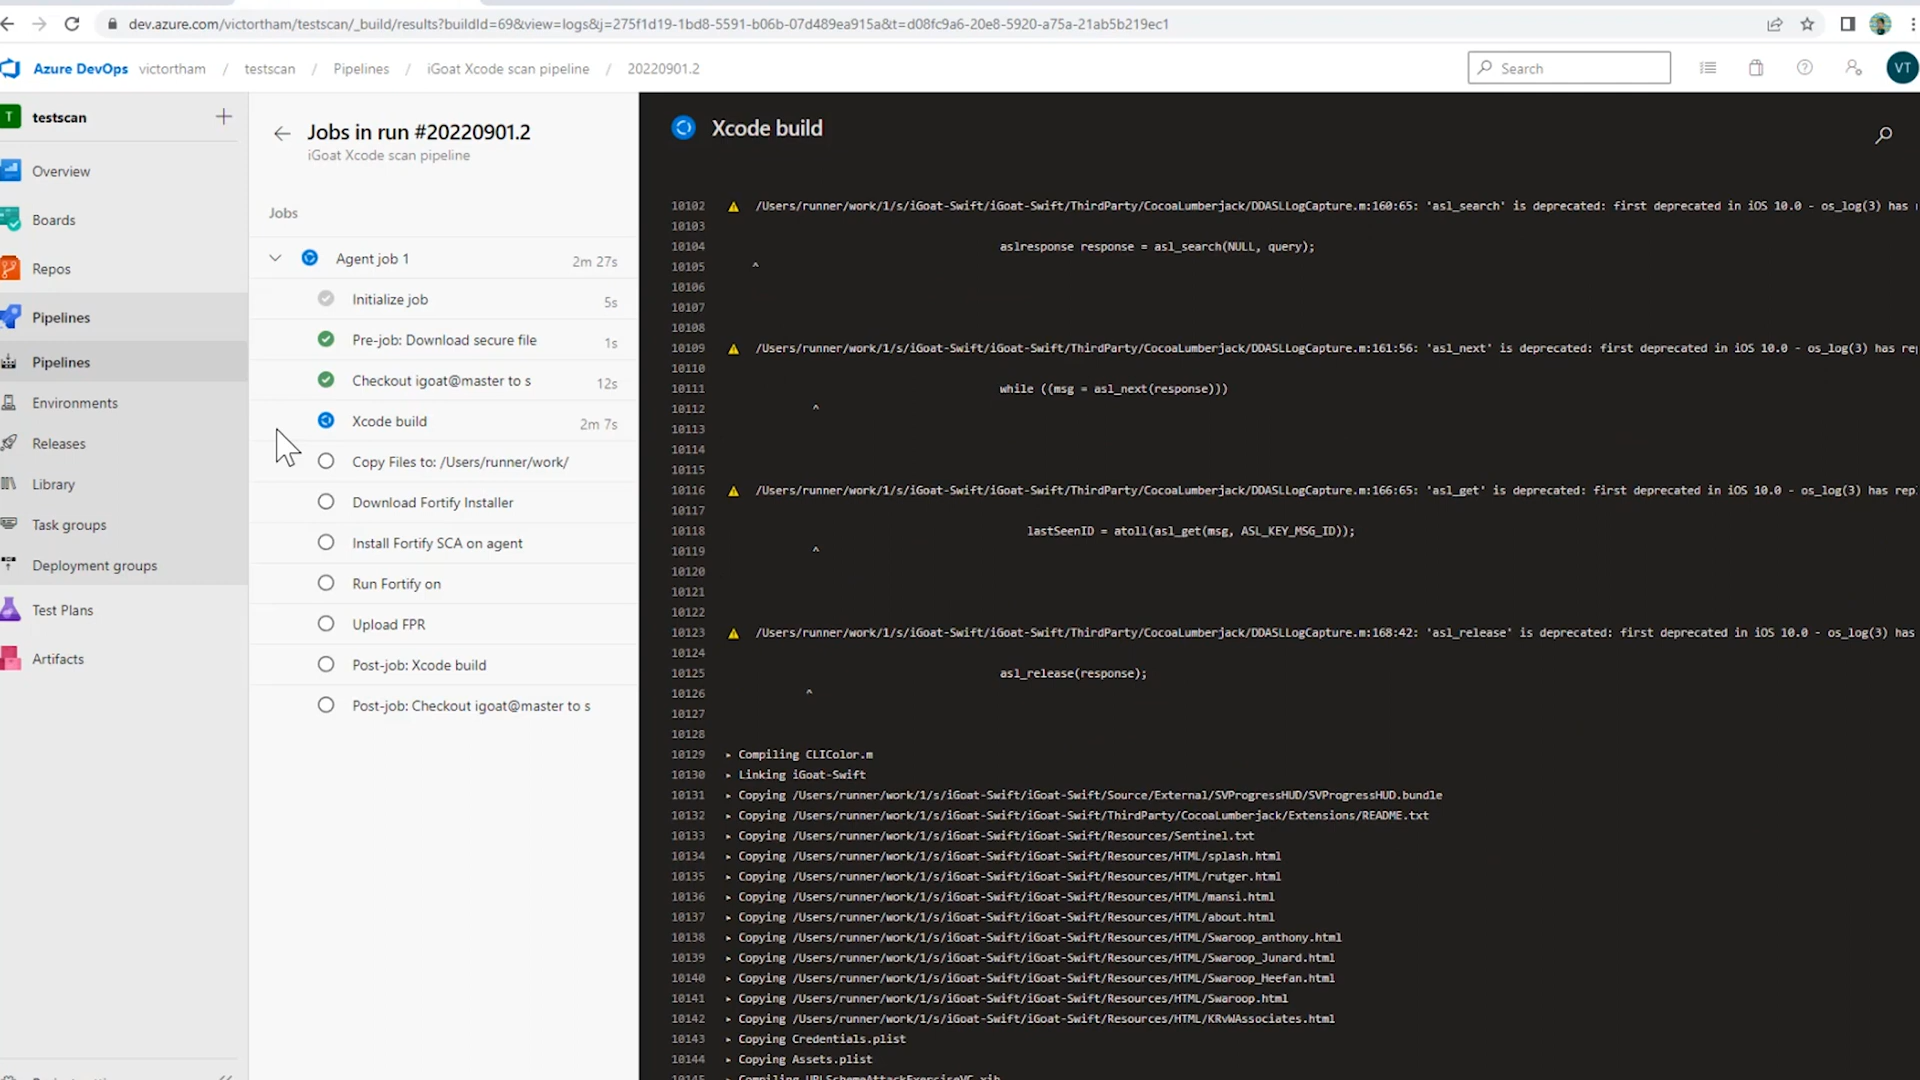 dev.azure.com/victortham/testscan/_build/results?buildId=69&view=logs&j=275f1d19-1bd8-5591-b06b-07d489ea915a&t=d08fc9a6-20e8-5920-a75a-21ab5b219ec1
Azure DevOps victortham / testscan / Pipelines / iGoat Xcode scan pipeline / 20220901.2
Search
VT
T testscan
Overview
Boards
Repos
Pipelines
Pipelines
Environments
Releases
Library
Task groups
Deployment groups
Test Plans
Artifacts
Jobs in run #20220901.2
iGoat Xcode scan pipeline
Jobs
Agent job 1 2m 27s
Initialize job 5s
Pre-job: Download secure file 1s
Checkout igoat@master to s 12s
Xcode build 2m 7s
Copy Files to: /Users/runner/work/
Download Fortify Installer
Install Fortify SCA on agent
Run Fortify on
Upload FPR
Post-job: Xcode build
Post-job: Checkout igoat@master to s
Xcode build
10102 /Users/runner/work/1/s/iGoat-Swift/iGoat-Swift/ThirdParty/CocoaLumberjack/DDASLLogCapture.m:160:65: 'asl_search' is deprecated: first deprecated in iOS 10.0 - os_log(3) has
10103
10104 aslresponse response = asl_search(NULL, query);
10105 ^
10106
10107
10108
10109 /Users/runner/work/1/s/iGoat-Swift/iGoat-Swift/ThirdParty/CocoaLumberjack/DDASLLogCapture.m:161:56: 'asl_next' is deprecated: first deprecated in iOS 10.0 - os_log(3) has re
10110
10111 while ((msg = asl_next(response)))
10112 ^
10113
10114
10115
10116 /Users/runner/work/1/s/iGoat-Swift/iGoat-Swift/ThirdParty/CocoaLumberjack/DDASLLogCapture.m:166:65: 'asl_get' is deprecated: first deprecated in iOS 10.0 - os_log(3) has rep
10117
10118 lastSeenID = atoll(asl_get(msg, ASL_KEY_MSG_ID));
10119 ^
10120
10121
10122
10123 /Users/runner/work/1/s/iGoat-Swift/iGoat-Swift/ThirdParty/CocoaLumberjack/DDASLLogCapture.m:168:42: 'asl_release' is deprecated: first deprecated in iOS 10.0 - os_log(3) has
10124
10125 asl_release(response);
10126 ^
10127
10128
10129 ▸ Compiling CLIColor.m
10130 ▸ Linking iGoat-Swift
10131 ▸ Copying /Users/runner/work/1/s/iGoat-Swift/iGoat-Swift/Source/External/SVProgressHUD/SVProgressHUD.bundle
10132 ▸ Copying /Users/runner/work/1/s/iGoat-Swift/iGoat-Swift/ThirdParty/CocoaLumberjack/Extensions/README.txt
10133 ▸ Copying /Users/runner/work/1/s/iGoat-Swift/iGoat-Swift/Resources/Sentinel.txt
10134 ▸ Copying /Users/runner/work/1/s/iGoat-Swift/iGoat-Swift/Resources/HTML/splash.html
10135 ▸ Copying /Users/runner/work/1/s/iGoat-Swift/iGoat-Swift/Resources/HTML/rutger.html
10136 ▸ Copying /Users/runner/work/1/s/iGoat-Swift/iGoat-Swift/Resources/HTML/mansi.html
10137 ▸ Copying /Users/runner/work/1/s/iGoat-Swift/iGoat-Swift/Resources/HTML/about.html
10138 ▸ Copying /Users/runner/work/1/s/iGoat-Swift/iGoat-Swift/Resources/HTML/Swaroop_anthony.html
10139 ▸ Copying /Users/runner/work/1/s/iGoat-Swift/iGoat-Swift/Resources/HTML/Swaroop_Junard.html
10140 ▸ Copying /Users/runner/work/1/s/iGoat-Swift/iGoat-Swift/Resources/HTML/Swaroop_Heefan.html
10141 ▸ Copying /Users/runner/work/1/s/iGoat-Swift/iGoat-Swift/Resources/HTML/Swaroop.html
10142 ▸ Copying /Users/runner/work/1/s/iGoat-Swift/iGoat-Swift/Resources/HTML/KRvWAssociates.html
10143 ▸ Copying Credentials.plist
10144 ▸ Copying Assets.plist
10145 ▸ Compiling URLSchemeAttackExerciseVC.xib